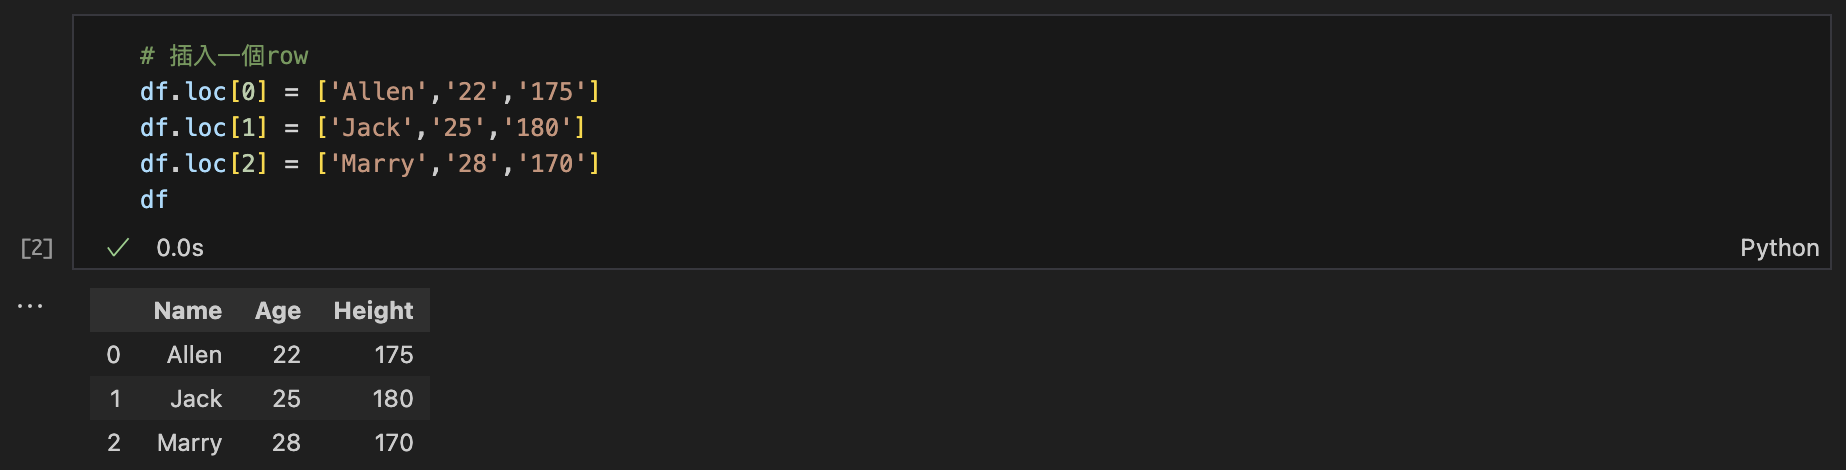 # 插入一個row
df.loc[0] = ['Allen','22','175']
df.loc[1] = ['Jack','25','180']
df.loc[2] = ['Marry','28','170']
df
[2] ✓ 0.0s Python
...
Name Age Height
0 Allen 22 175
1 Jack 25 180
2 Marry 28 170